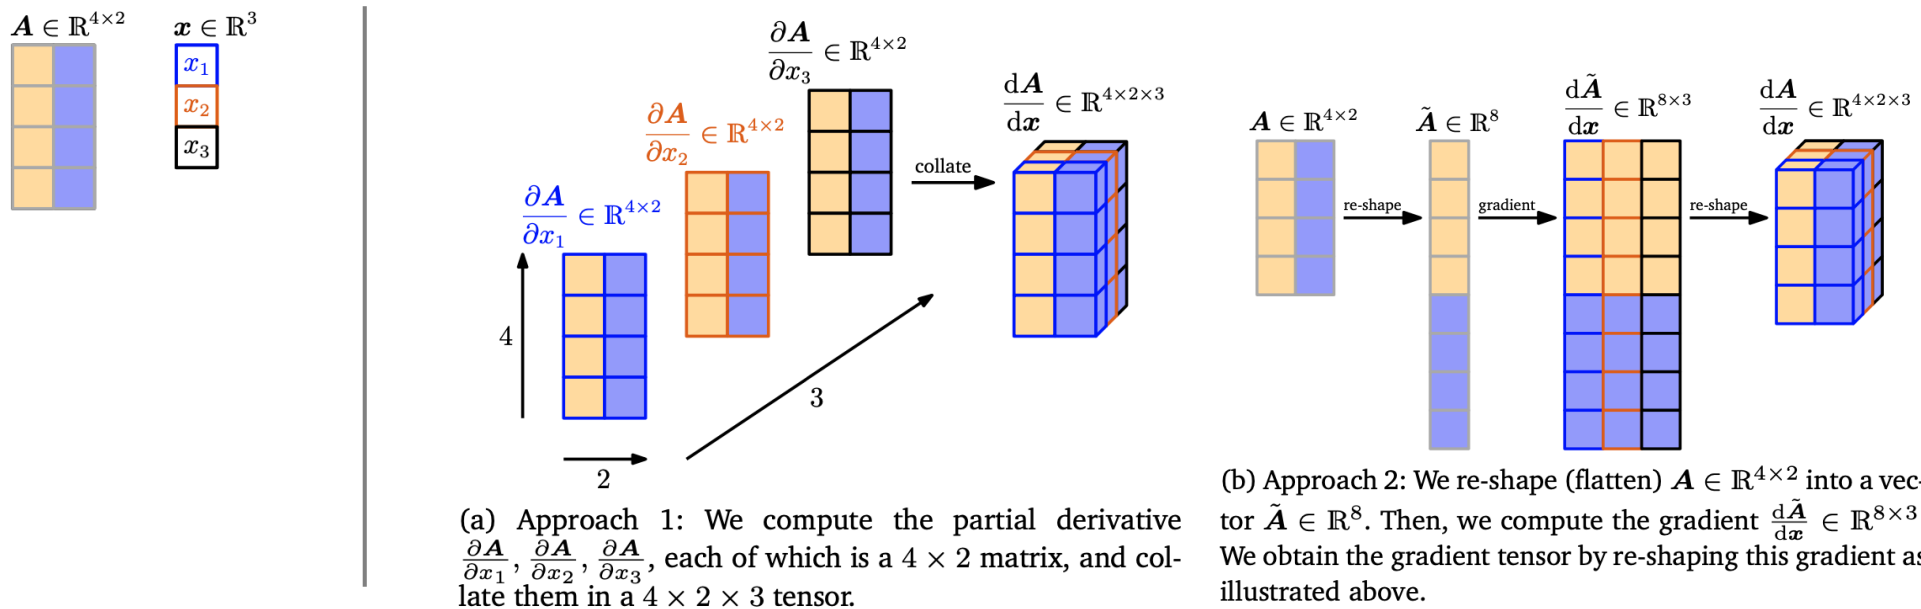 A ∈ ℝ^{4×2}
x ∈ ℝ^3
x_1
x_2
x_3
∂A/∂x_1 ∈ ℝ^{4×2}
∂A/∂x_2 ∈ ℝ^{4×2}
∂A/∂x_3 ∈ ℝ^{4×2}
4
2
3
collate
dA/dx ∈ ℝ^{4×2×3}
(a) Approach 1: We compute the partial derivative
∂A/∂x_1, ∂A/∂x_2, ∂A/∂x_3, each of which is a 4 × 2 matrix, and col-
late them in a 4 × 2 × 3 tensor.
A ∈ ℝ^{4×2}
re-shape
Ã ∈ ℝ^8
gradient
dÃ/dx ∈ ℝ^{8×3}
re-shape
dA/dx ∈ ℝ^{4×2×3}
(b) Approach 2: We re-shape (flatten) A ∈ ℝ^{4×2} into a vec-
tor Ã ∈ ℝ^8. Then, we compute the gradient dÃ/dx ∈ ℝ^{8×3}
We obtain the gradient tensor by re-shaping this gradient as
illustrated above.